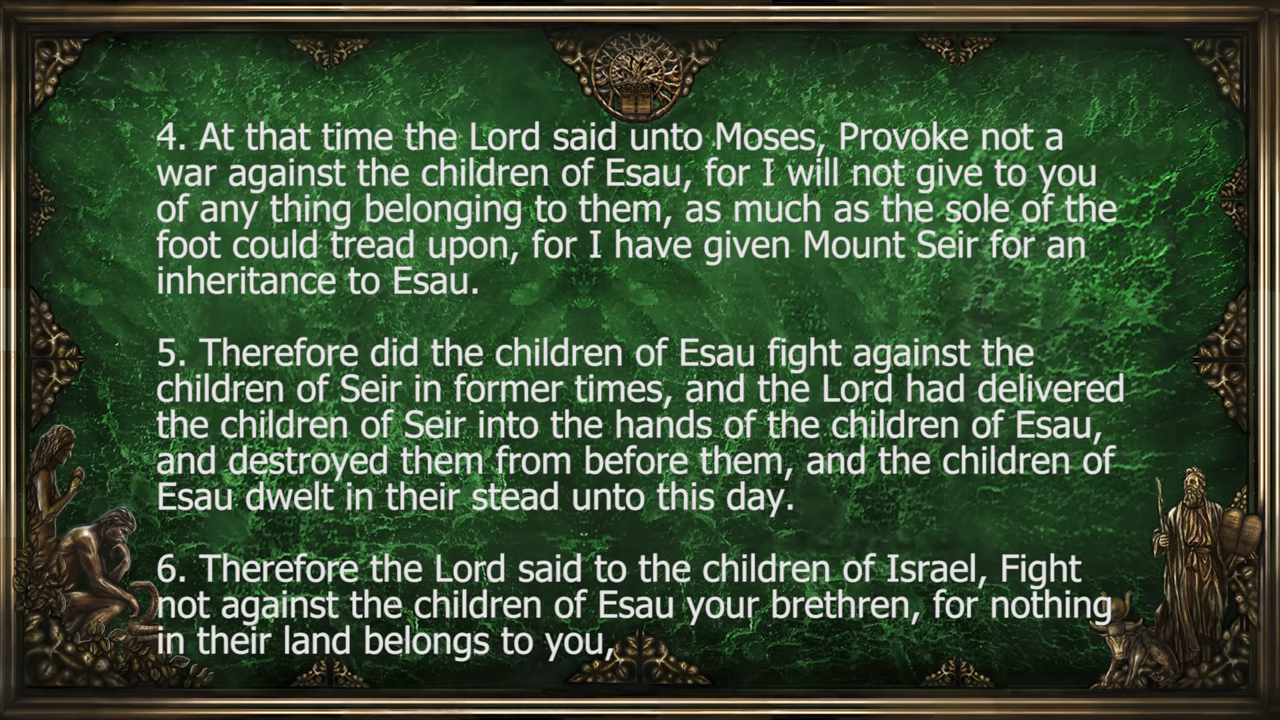 4. At that time the Lord said unto Moses, Provoke not a
war against the children of Esau, for I will not give to you
of any thing belonging to them, as much as the sole of the
foot could tread upon, for I have given Mount Seir for an
inheritance to Esau.
5. Therefore did the children of Esau fight against the
children of Seir in former times, and the Lord had delivered
the children of Seir into the hands of the children of Esau,
and destroyed them from before them, and the children of
Esau dwelt in their stead unto this day.
6. Therefore the Lord said to the children of Israel, Fight
not against the children of Esau your brethren, for nothing
in their land belongs to you,